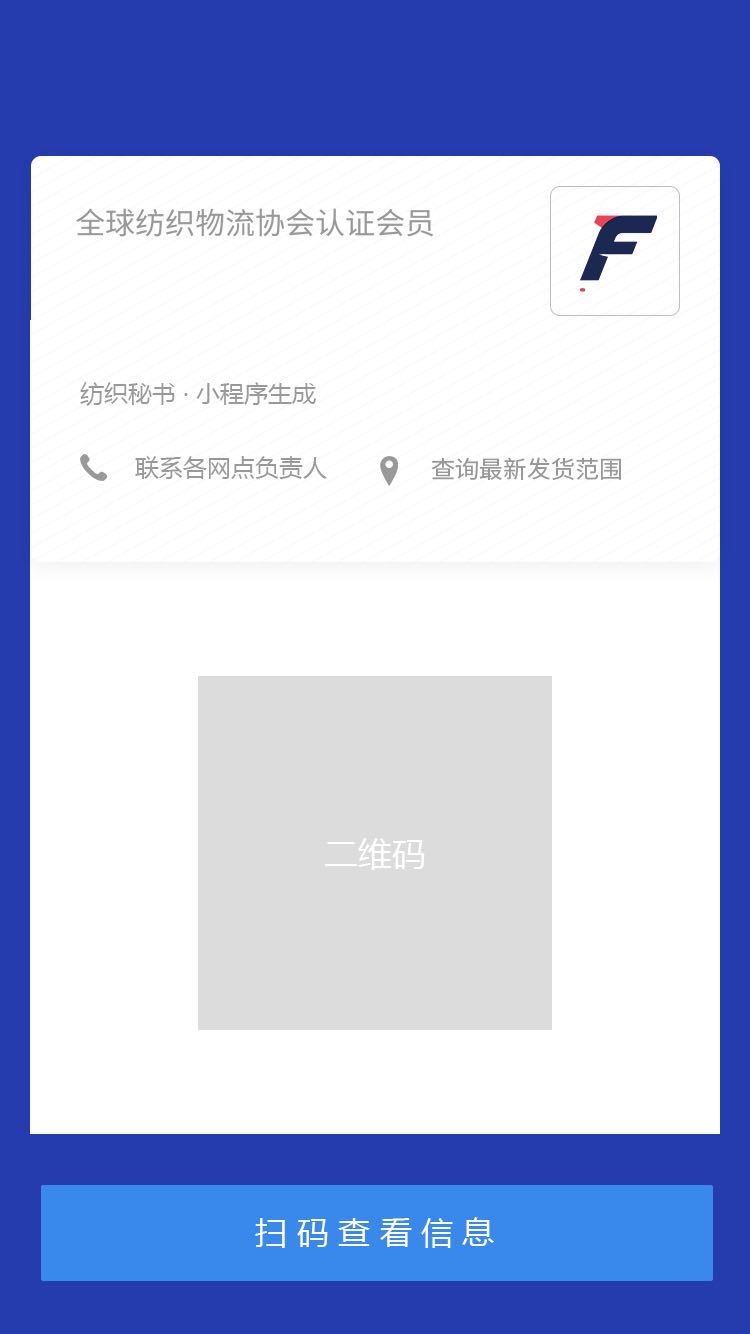 全球纺织物流协会认证会员
F
纺织秘书 · 小程序生成
联系各网点负责人
查询最新发货范围
二维码
扫码查看信息